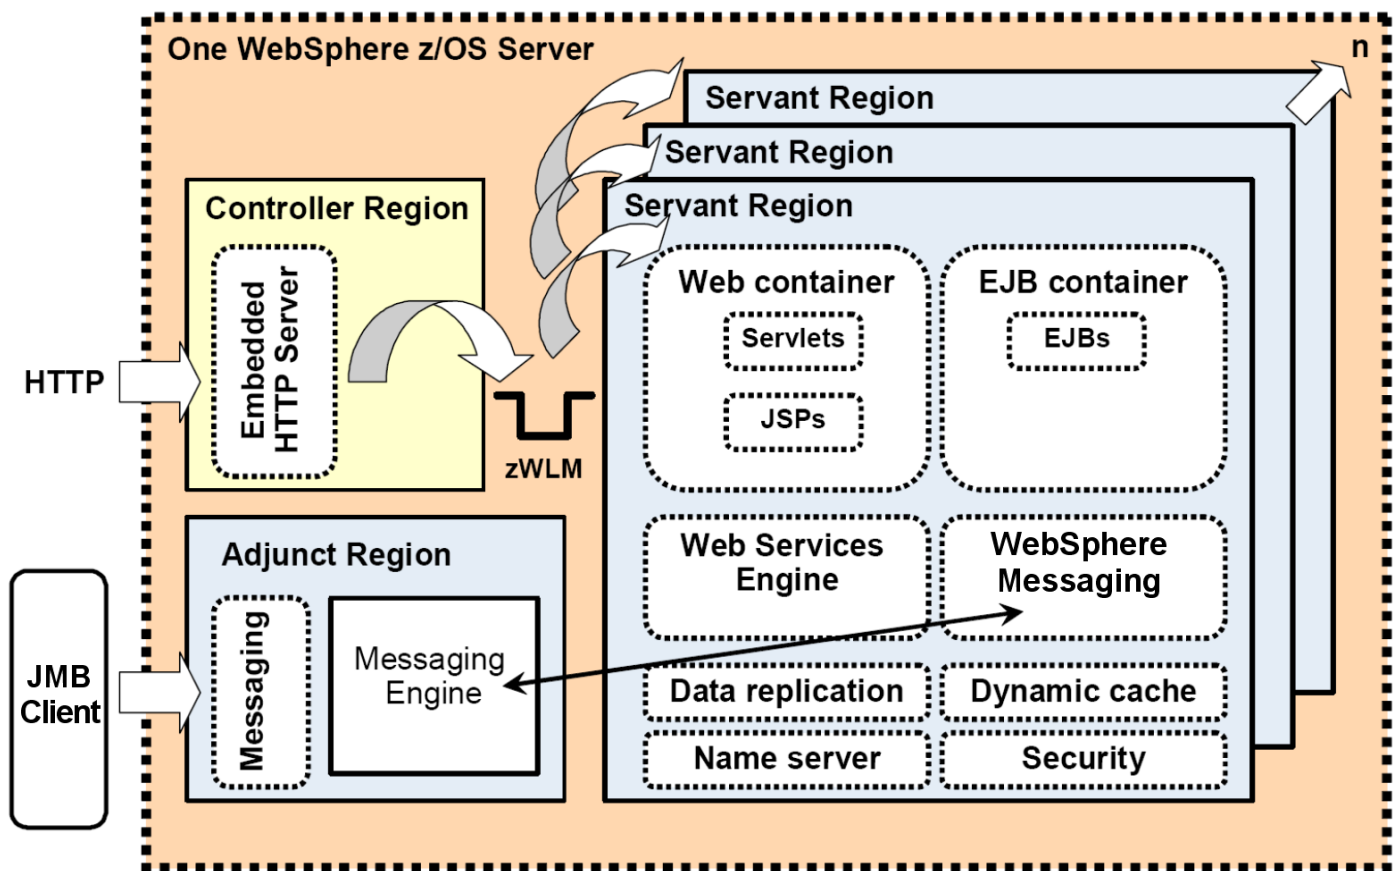 One WebSphere z/OS Server
n
Servant Region
Servant Region
Servant Region
Controller Region
Embedded
HTTP Server
HTTP
zWLM
Web container
Servlets
JSPs
EJB container
EJBs
Web Services
Engine
WebSphere
Messaging
Adjunct Region
Messaging
Messaging
Engine
JMB
Client
Data replication
Dynamic cache
Name server
Security